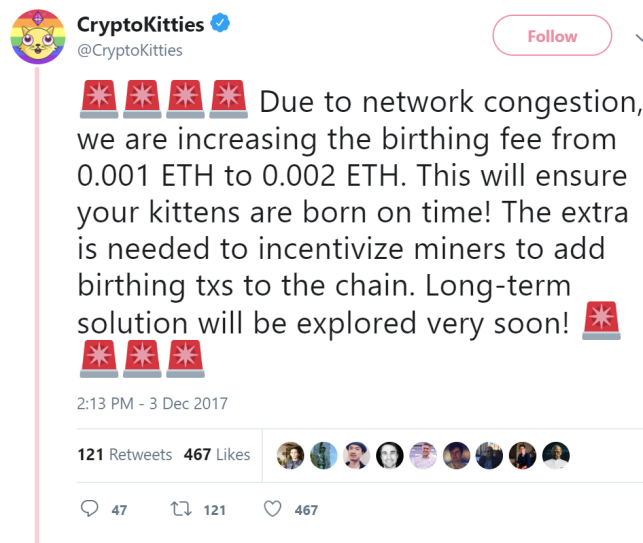 CryptoKitties
@CryptoKitties
Follow
🚨🚨🚨🚨 Due to network congestion,
we are increasing the birthing fee from
0.001 ETH to 0.002 ETH. This will ensure
your kittens are born on time! The extra
is needed to incentivize miners to add
birthing txs to the chain. Long-term
solution will be explored very soon! 🚨
🚨🚨🚨
2:13 PM - 3 Dec 2017
121 Retweets 467 Likes
47 121 467